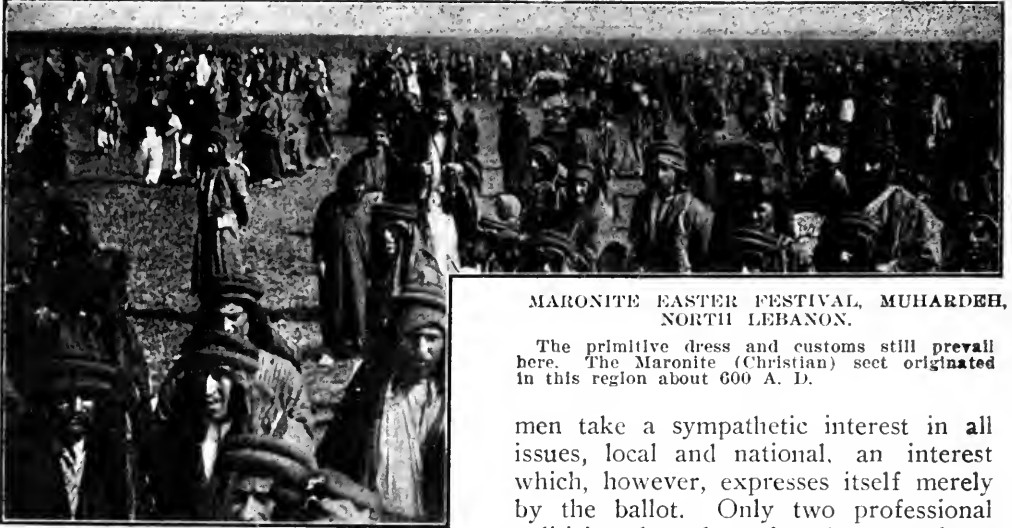 MARONITE EASTER FESTIVAL, MUHARDEH,
NORTH LEBANON.
The primitive dress and customs still prevail
here. The Maronite (Christian) sect originated
in this region about 600 A. D.
men take a sympathetic interest in all
issues, local and national, an interest
which, however, expresses itself merely
by the ballot. Only two professional